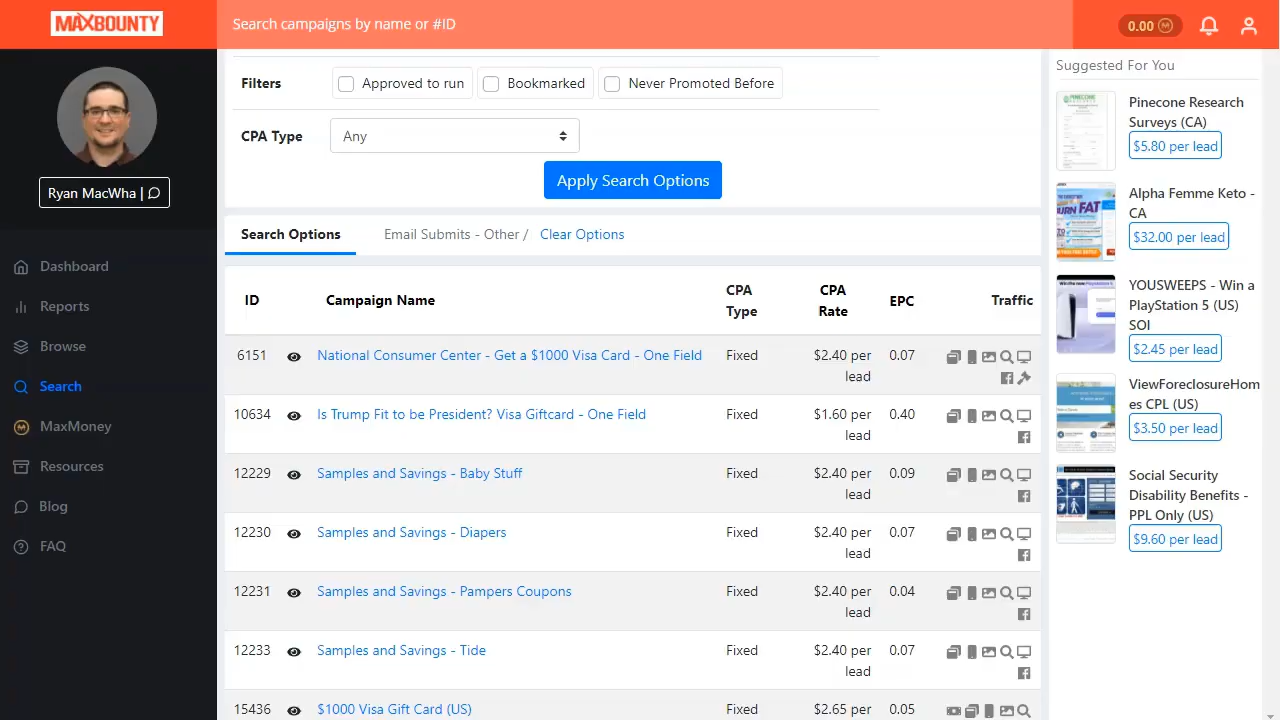 MAXBOUNTY
Search campaigns by name or #ID
0.00
Ryan MacWha |
Dashboard
Reports
Browse
Search
MaxMoney
Resources
Blog
FAQ
Filters
Approved to run
Bookmarked
Never Promoted Before
CPA Type
Any
Apply Search Options
Search Options
Submits - Other /
Clear Options
ID
Campaign Name
CPA Type
CPA Rate
EPC
Traffic
6151 National Consumer Center - Get a $1000 Visa Card - One Field Fixed $2.40 per 0.07
lead
10634 Is Trump Fit to be President? Visa Giftcard - One Field Fixed per 0.40
lead
12229 Samples and Savings - Baby Stuff Fixed $2.40 per 0.09
lead
12230 Samples and Savings - Diapers Fixed $2.40 per 0.07
lead
12231 Samples and Savings - Pampers Coupons Fixed $2.40 per 0.04
lead
12233 Samples and Savings - Tide Fixed $2.40 per 0.07
lead
15436 $1000 Visa Gift Card (US) Fixed $2.65 per 0.05
Suggested For You
Pinecone Research
Surveys (CA)
$5.80 per lead
Alpha Femme Keto -
CA
$32.00 per lead
YOUSWEEPS - Win a
PlayStation 5 (US)
SOI
$2.45 per lead
ViewForeclosureHom
es CPL (US)
$3.50 per lead
Social Security
Disability Benefits -
PPL Only (US)
$9.60 per lead